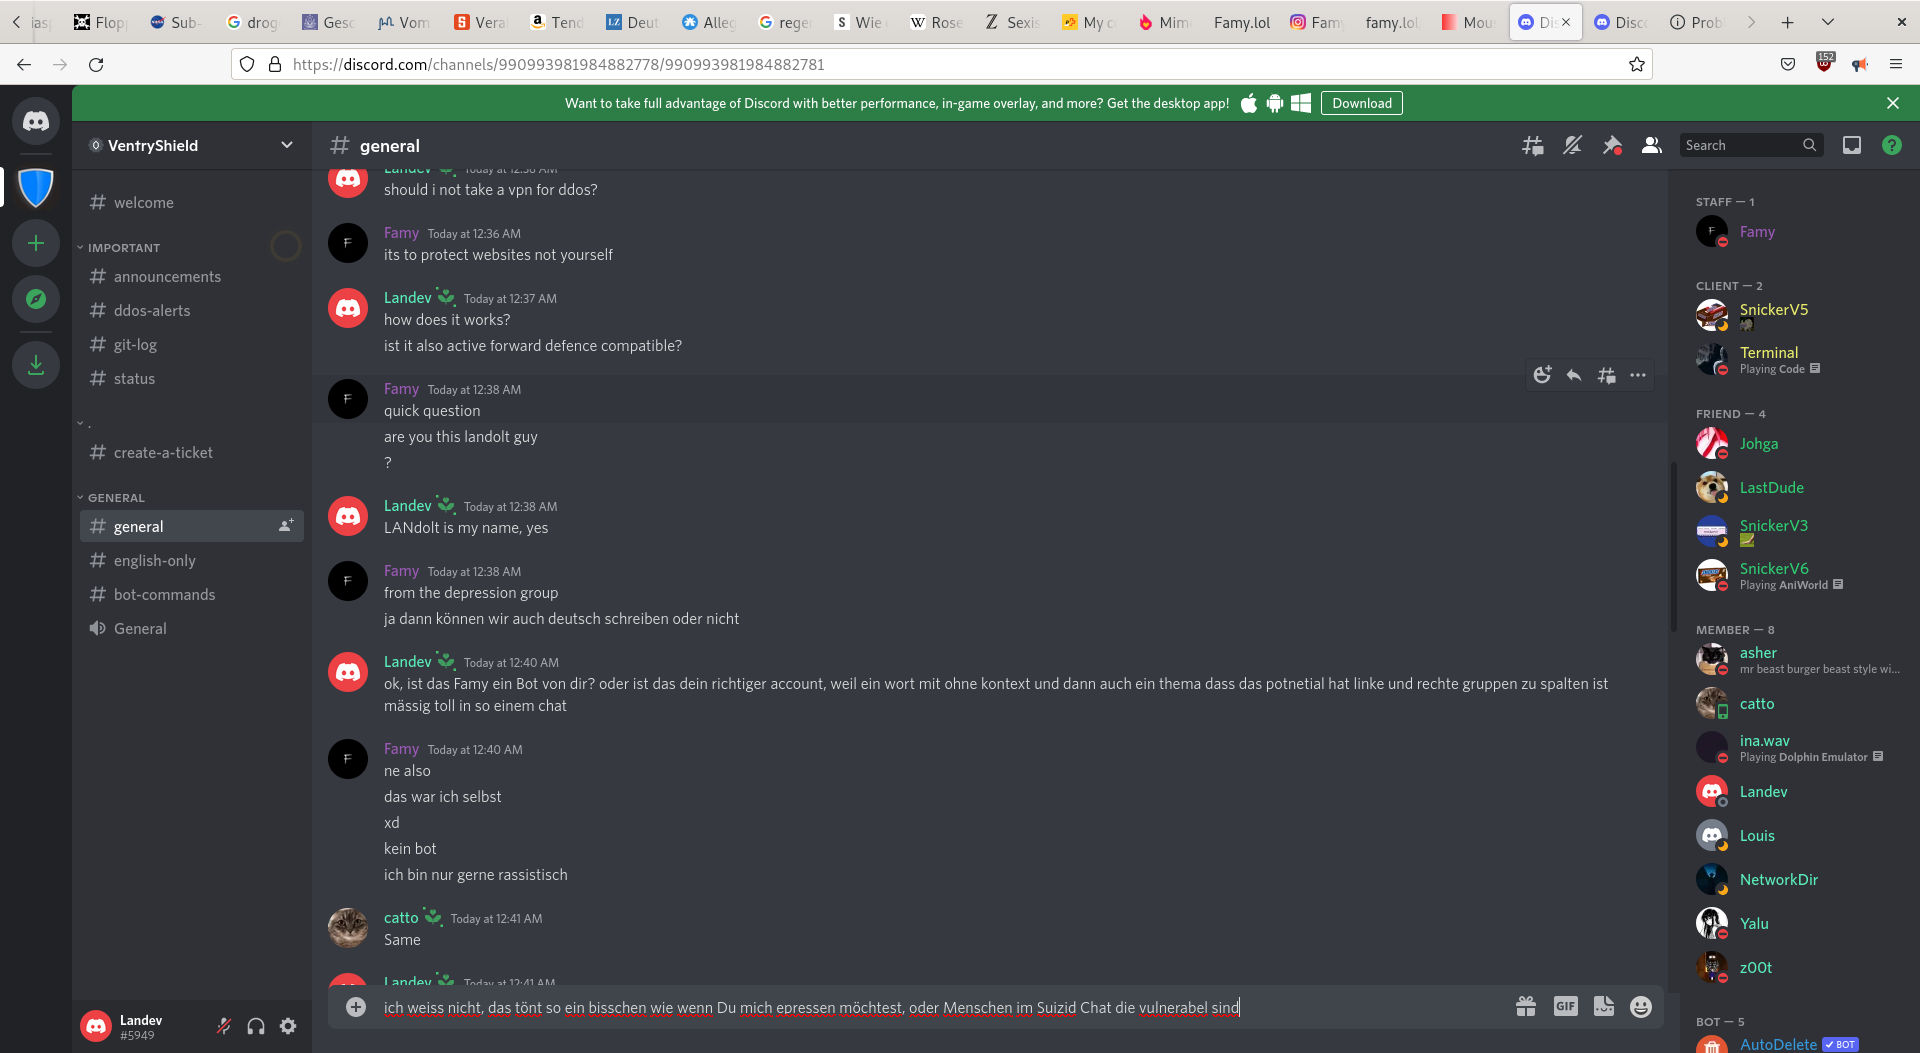 Flopp
Sub-
drog
Gesc
Vom
Vera
Tend
Deut
Alleg
rege
Wie
Rose
Sexis
My c
Mim
Famy.lol
Famy
famy.lol
Mou
Di
Disc
Prob
https://discord.com/channels/990993981984882778/990993981984882781
152
Want to take full advantage of Discord with better performance, in-game overlay, and more? Get the desktop app!
Download
VentryShield
general
Search
welcome
IMPORTANT
announcements
ddos-alerts
git-log
status
.
create-a-ticket
GENERAL
general
english-only
bot-commands
General
Landev
#5949
Landev Today at 12:36 AM
should i not take a vpn for ddos?
Famy Today at 12:36 AM
its to protect websites not yourself
Landev Today at 12:37 AM
how does it works?
ist it also active forward defence compatible?
Famy Today at 12:38 AM
quick question
are you this landolt guy
?
Landev Today at 12:38 AM
LANdolt is my name, yes
Famy Today at 12:38 AM
from the depression group
ja dann können wir auch deutsch schreiben oder nicht
Landev Today at 12:40 AM
ok, ist das Famy ein Bot von dir? oder ist das dein richtiger account, weil ein wort mit ohne kontext und dann auch ein thema dass das potnetial hat linke und rechte gruppen zu spalten ist
mässig toll in so einem chat
Famy Today at 12:40 AM
ne also
das war ich selbst
xd
kein bot
ich bin nur gerne rassistisch
catto Today at 12:41 AM
Same
Landev Today at 12:41 AM
ich weiss nicht, das tönt so ein bisschen wie wenn Du mich epressen möchtest, oder Menschen im Suizid Chat die vulnerabel sind
GIF
STAFF — 1
Famy
CLIENT — 2
SnickerV5
Terminal
Playing Code
FRIEND — 4
Johga
LastDude
SnickerV3
SnickerV6
Playing AniWorld
MEMBER — 8
asher
mr beast burger beast style wi...
catto
ina.wav
Playing Dolphin Emulator
Landev
Louis
NetworkDir
Yalu
z00t
BOT — 5
AutoDelete BOT